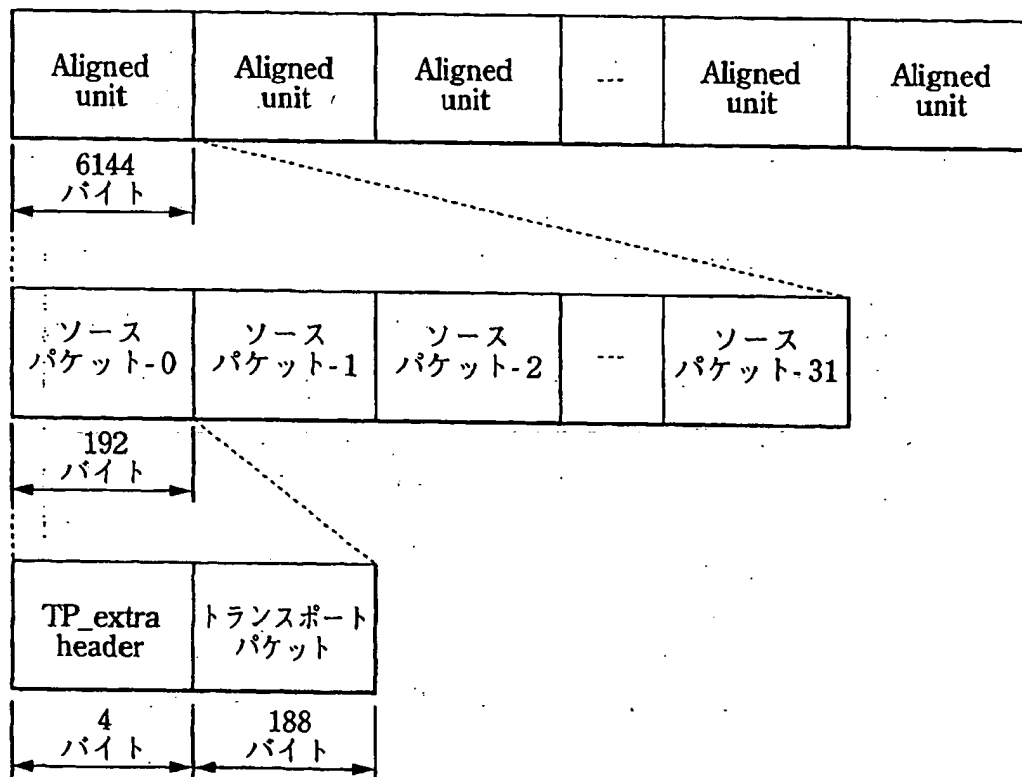 Aligned unit
Aligned unit
Aligned unit
---
Aligned unit
Aligned unit
6144
バイト
ソース
パケット-0
ソース
パケット-1
ソース
パケット-2
---
ソース
パケット-31
192
バイト
TP_extra
header
トランスポート
パケット
4
バイト
188
バイト